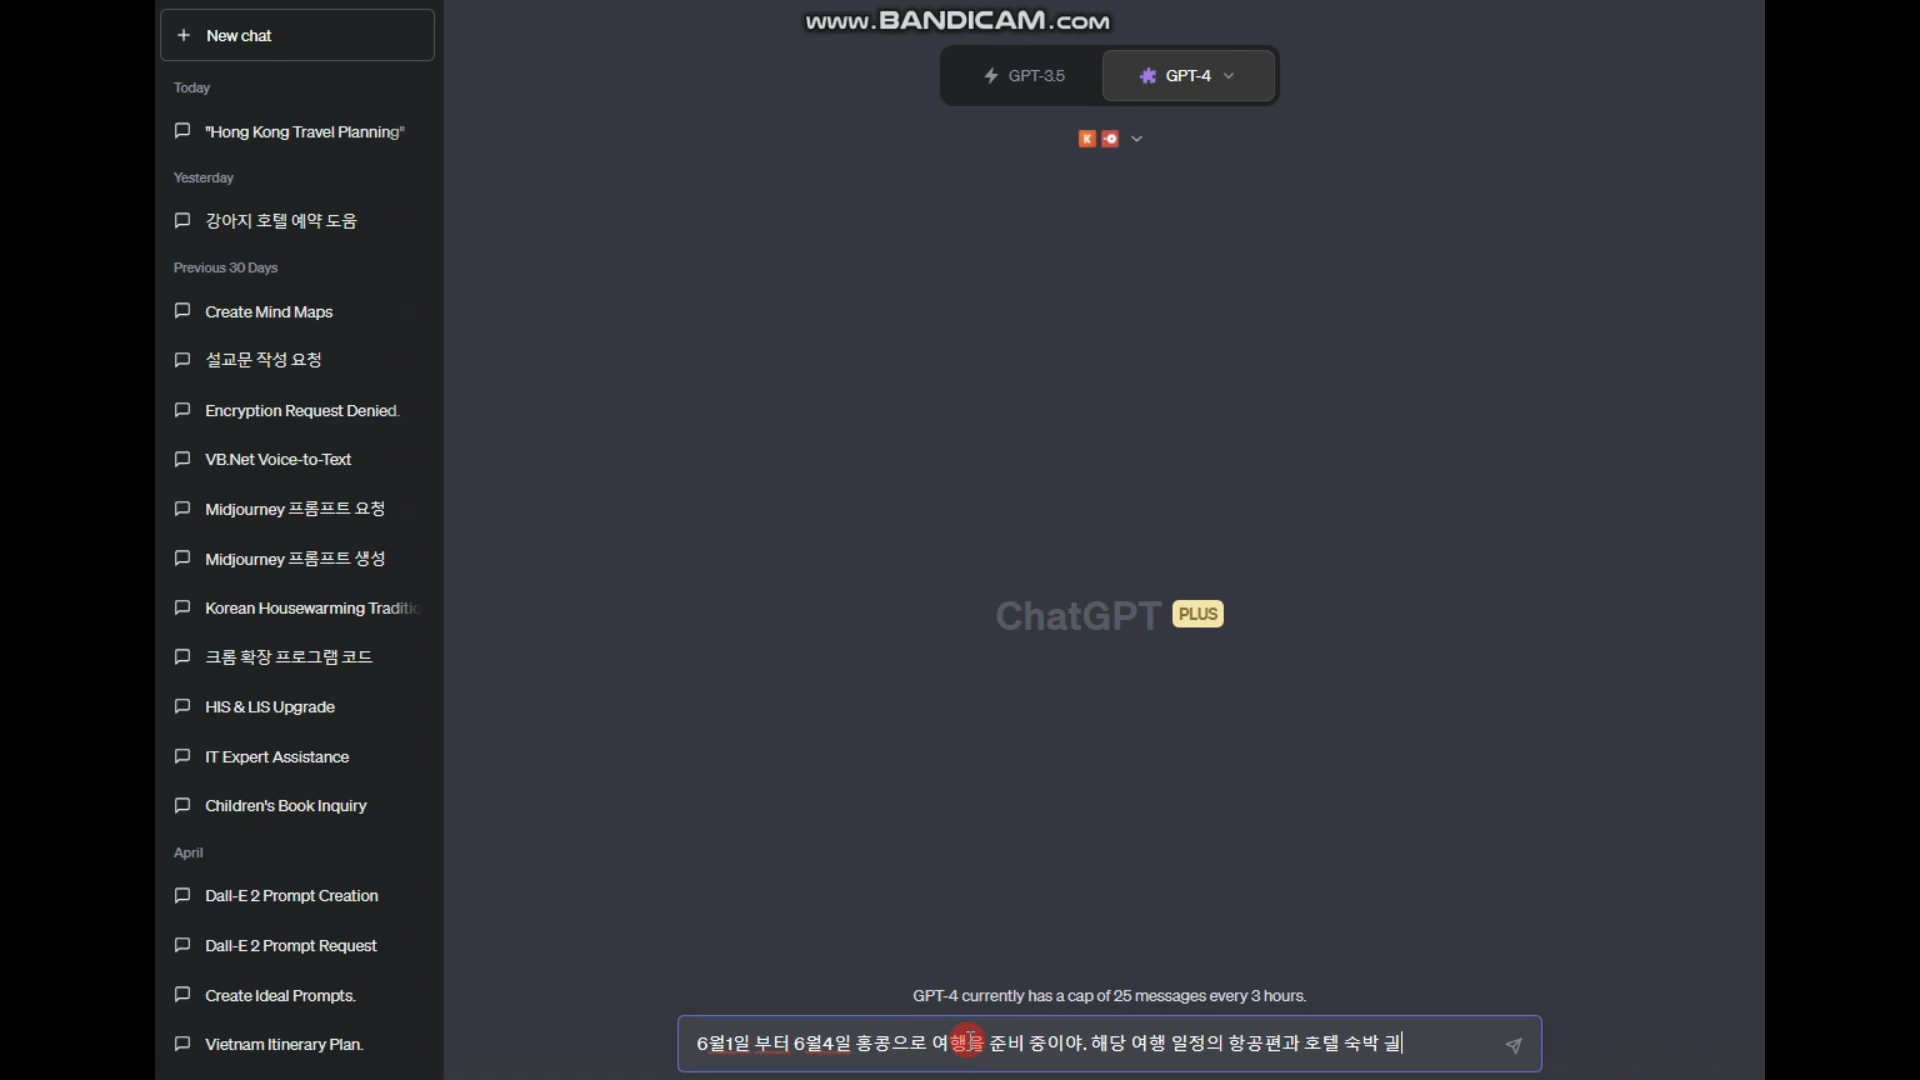 www.BANDICAM.com
New chat
GPT-3.5
GPT-4
Today
"Hong Kong Travel Planning"
K
Yesterday
강아지 호텔 예약 도움
Previous 30 Days
Create Mind Maps
설교문 작성 요청
Encryption Request Denied.
VB.Net Voice-to-Text
Midjourney 프롬프트 요청
Midjourney 프롬프트 생성
Korean Housewarming Traditic
크롬 확장 프로그램 코드
HIS & LIS Upgrade
IT Expert Assistance
Children's Book Inquiry
April
Dall-E 2 Prompt Creation
Dall-E 2 Prompt Request
Create Ideal Prompts.
Vietnam Itinerary Plan.
ChatGPT PLUS
GPT-4 currently has a cap of 25 messages every 3 hours.
6월1일 부터 6월4일 홍콩으로 여행을 준비 중이야. 해당 여행 일정의 항공편과 호텔 숙박